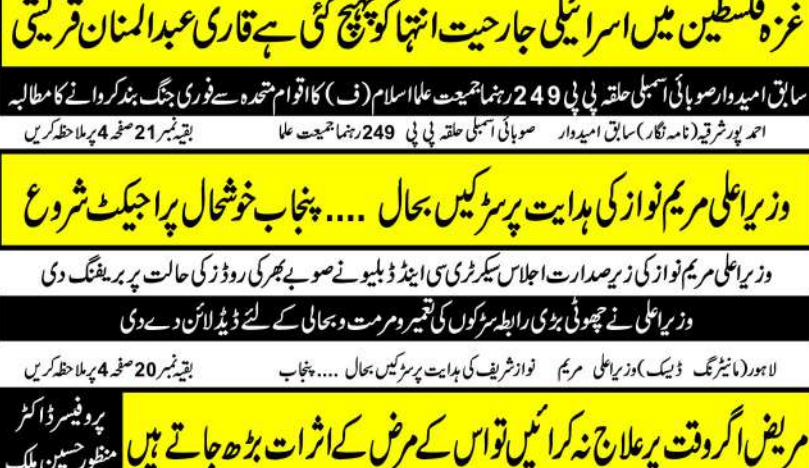 غزہ فلسطین میں اسرائیلی جارحیت انتہا کو پہنچ گئی ہے قاری عبدالمنان قریشی
سابق امیدوار صوبائی اسمبلی حلقہ پی پی 249 رہنما جمیعت علما اسلام (ف) کا اقوام متحدہ سے فوری جنگ بند کروانے کا مطالبہ
احمد پور شرقیہ (نامہ نگار) سابق امیدوار صوبائی اسمبلی حلقہ پی پی 249 رہنما جمیعت علما بقیہ نمبر 21 صفحہ 4 پر ملاحظہ کریں
وزیراعلی مریم نواز کی ہدایت پر سڑکیں بحال .... پنجاب خوشحال پراجیکٹ شروع
وزیراعلی مریم نواز کی زیر صدارت اجلاس سیکرٹری سی اینڈ ڈبلیو نے صوبے بھر کی روڈز کی حالت پر بریفنگ دی
وزیراعلی نے چھوٹی بڑی رابطہ سڑکوں کی تعمیر و مرمت و بحالی کے لئے ڈیڈ لائن دے دی
لاہور (مانیٹرنگ ڈیسک) وزیراعلی مریم نواز شریف کی ہدایت پر سڑکیں بحال .... پنجاب بقیہ نمبر 20 صفحہ 4 پر ملاحظہ کریں
مریض اگر وقت پر علاج نہ کرائیں تو اس کے مرض کے اثرات بڑھ جاتے ہیں
پروفیسر ڈاکٹر
منظور حسین ملک